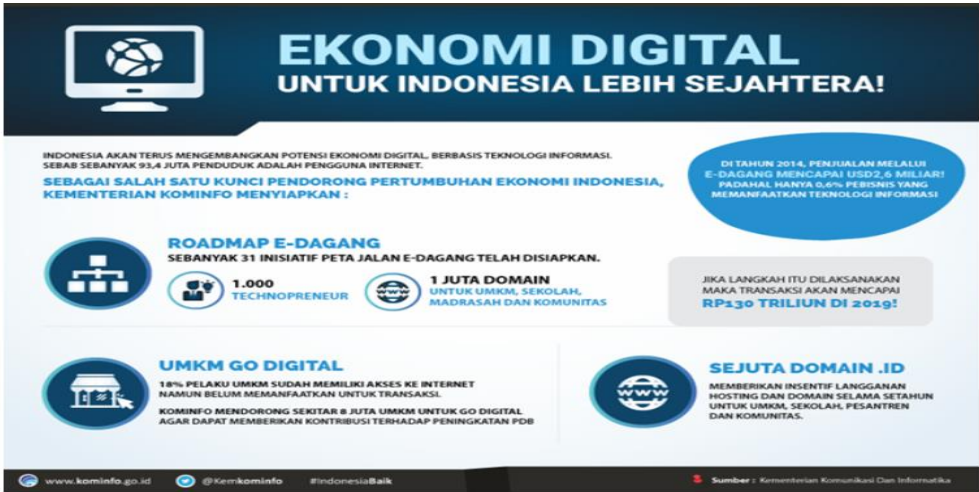 EKONOMI DIGITAL
UNTUK INDONESIA LEBIH SEJAHTERA!
INDONESIA AKAN TERUS MENGEMBANGKAN POTENSI EKONOMI DIGITAL, BERBASIS TEKNOLOGI INFORMASI.
SEBAB SEBANYAK 93,4 JUTA PENDUDUK ADALAH PENGGUNA INTERNET.
SEBAGAI SALAH SATU KUNCI PENDORONG PERTUMBUHAN EKONOMI INDONESIA,
KEMENTERIAN KOMINFO MENYIAPKAN :
DI TAHUN 2014, PENJUALAN MELALUI
E-DAGANG MENCAPAI USD2,6 MILIAR!
PADAHAL HANYA 0,6% PEBISNIS YANG
MEMANFAATKAN TEKNOLOGI INFORMASI
ROADMAP E-DAGANG
SEBANYAK 31 INISIATIF PETA JALAN E-DAGANG TELAH DISIAPKAN.
1.000
TECHNOPRENEUR
WWW
1 JUTA DOMAIN
UNTUK UMKM, SEKOLAH,
MADRASAH DAN KOMUNITAS
JIKA LANGKAH ITU DILAKSANAKAN
MAKA TRANSAKSI AKAN MENCAPAI
RP130 TRILIUN DI 2019!
UMKM GO DIGITAL
18% PELAKU UMKM SUDAH MEMILIKI AKSES KE INTERNET
NAMUN BELUM MEMANFAATKAN UNTUK TRANSAKSI.
KOMINFO MENDORONG SEKITAR 8 JUTA UMKM UNTUK GO DIGITAL
AGAR DAPAT MEMBERIKAN KONTRIBUSI TERHADAP PENINGKATAN PDB
WWW
SEJUTA DOMAIN .ID
MEMBERIKAN INSENTIF LANGGANAN
HOSTING DAN DOMAIN SELAMA SETAHUN
UNTUK UMKM, SEKOLAH, PESANTREN
DAN KOMUNITAS.
www.kominfo.go.id @Kemkominfo #IndonesiaBaik Sumber : Kementerian Komunikasi Dan Informatika